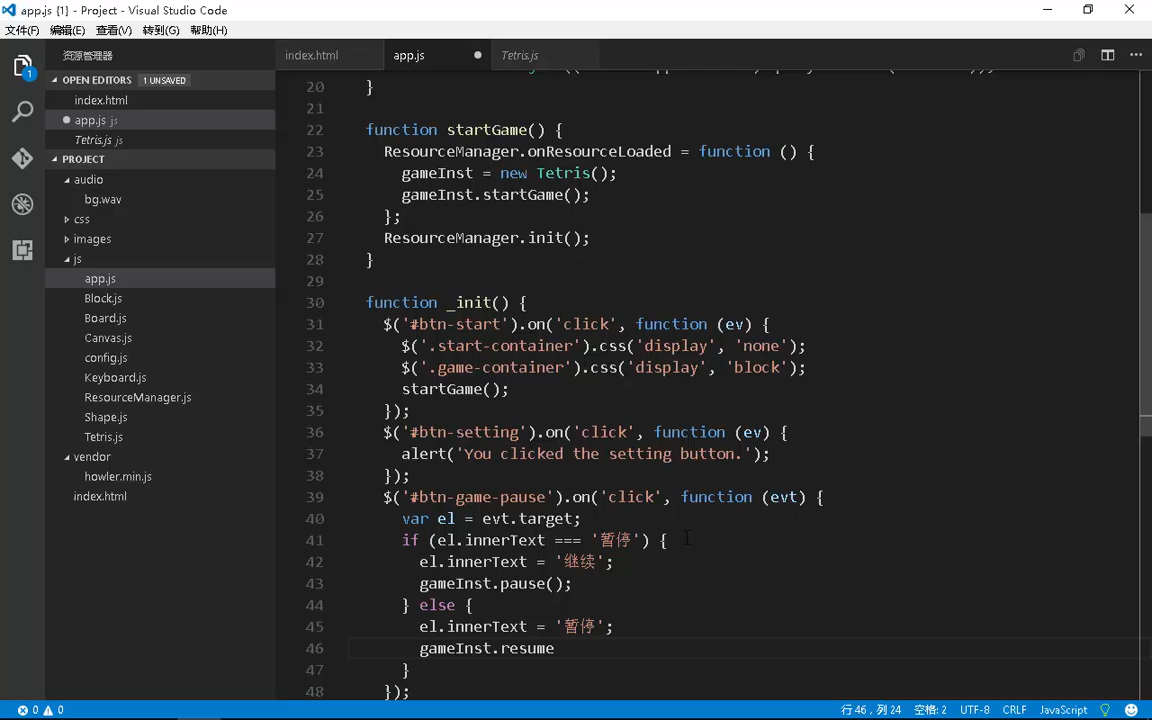 app.js {1} - Project - Visual Studio Code
文件(F) 编辑(E) 查看(V) 转到(G) 帮助(H)
资源管理器
index.html app.js Tetris.js
OPEN EDITORS 1 UNSAVED
index.html
app.js js
Tetris.js js
PROJECT
audio
bg.wav
css
images
js
app.js
Block.js
Board.js
Canvas.js
config.js
Keyboard.js
ResourceManager.js
Shape.js
Tetris.js
vendor
howler.min.js
index.html
1
20 }
21
22 function startGame() {
23 ResourceManager.onResourceLoaded = function () {
24 gameInst = new Tetris();
25 gameInst.startGame();
26 };
27 ResourceManager.init();
28 }
29
30 function _init() {
31 $('#btn-start').on('click', function (ev) {
32 $('.start-container').css('display', 'none');
33 $('.game-container').css('display', 'block');
34 startGame();
35 });
36 $('#btn-setting').on('click', function (ev) {
37 alert('You clicked the setting button.');
38 });
39 $('#btn-game-pause').on('click', function (evt) {
40 var el = evt.target;
41 if (el.innerText === '暂停') {
42 el.innerText = '继续';
43 gameInst.pause();
44 } else {
45 el.innerText = '暂停';
46 gameInst.resume
47 }
48 });
0 0 行 46，列 24 空格: 2 UTF-8 CRLF JavaScript